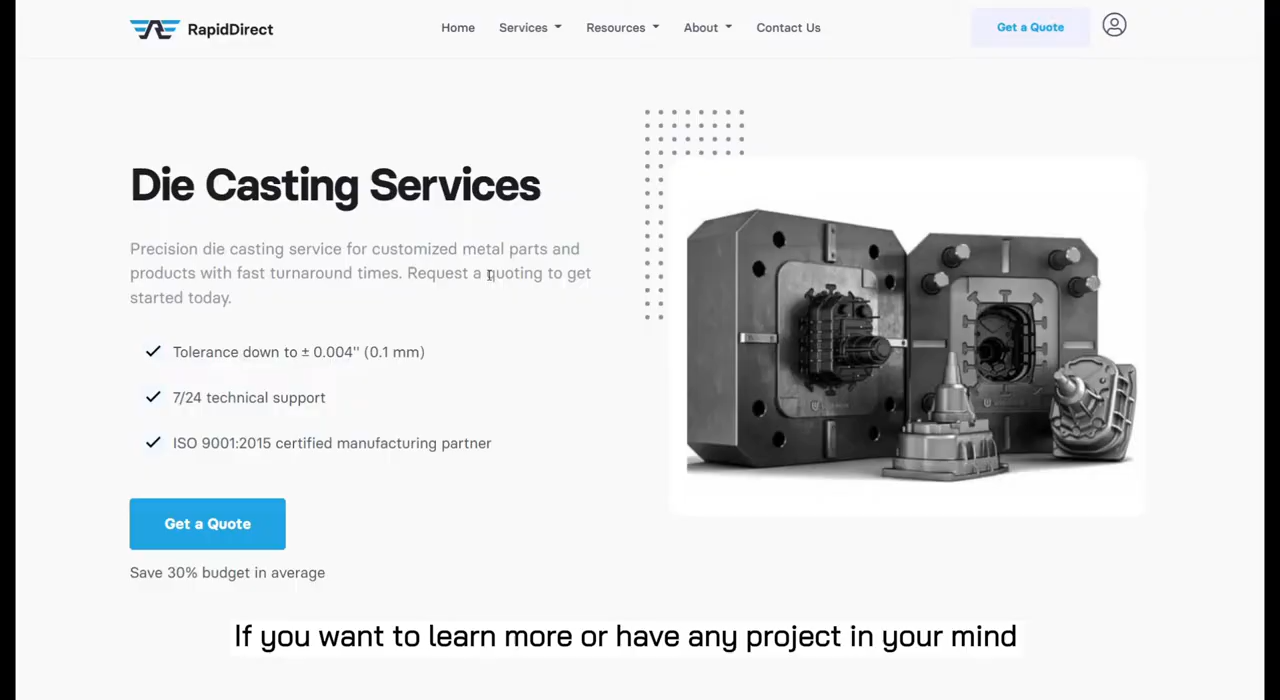 RapidDirect
Home Services Resources About Contact Us Get a Quote
Die Casting Services
Precision die casting service for customized metal parts and
products with fast turnaround times. Request a quoting to get
started today.
Tolerance down to ± 0.004" (0.1 mm)
7/24 technical support
ISO 9001:2015 certified manufacturing partner
Get a Quote
Save 30% budget in average
If you want to learn more or have any project in your mind